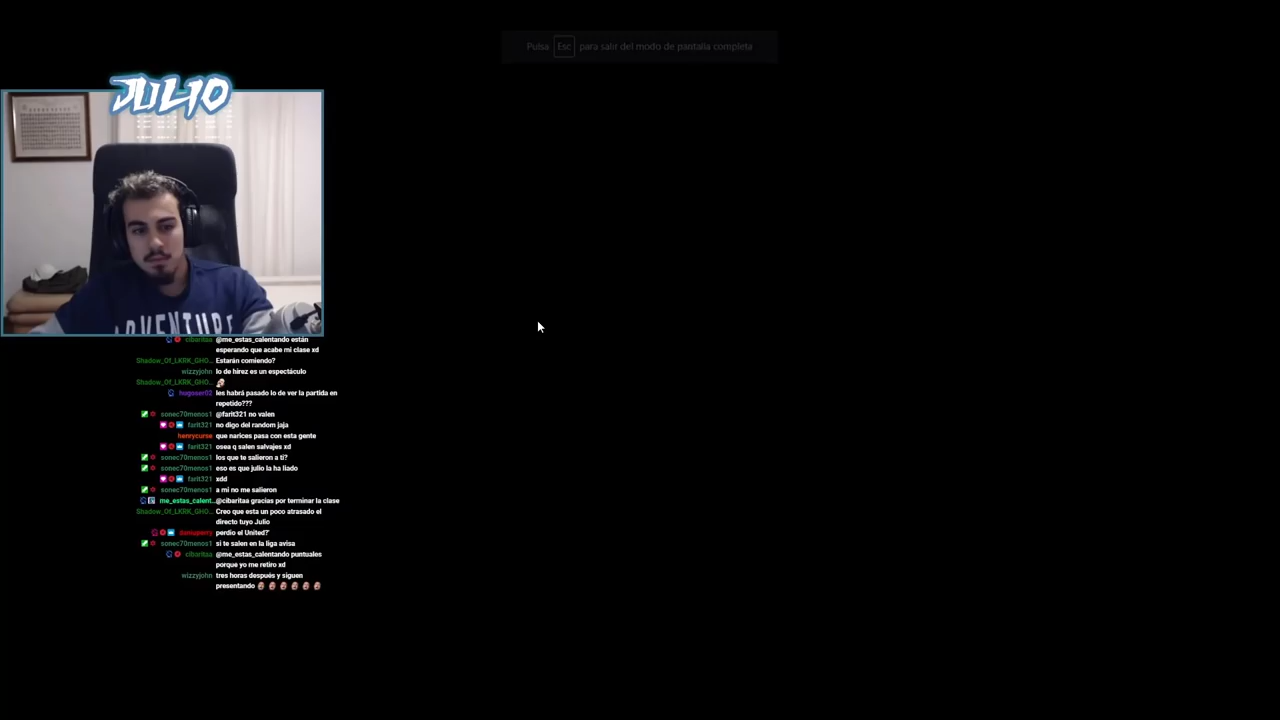 Pulsa Esc para salir del modo de pantalla completa
JULIO
ADVENTURE
cibaritaa @me_estas_calentando están
esperando que acabe mi clase xd
Shadow_Of_LKRK_GHO... Estarán comiendo?
wizzyjohn lo de hirez es un espectáculo
Shadow_Of_LKRK_GHO...
hugoser02 les habrá pasado lo de ver la partida en
repetido???
sonec70menos1 @farit321 no valen
farit321 no digo del random jaja
henrycurse que narices pasa con esta gente
farit321 osea q salen salvajes xd
sonec70menos1 los que te salieron a ti?
sonec70menos1 eso es que julio la ha liado
farit321 xdd
sonec70menos1 a mi no me salieron
me_estas_calent... @cibaritaa gracias por terminar la clase
Shadow_Of_LKRK_GHO... Creo que esta un poco atrasado el
directo tuyo Julio
perdio el United?'
sonec70menos1 si te salen en la liga avisa
cibaritaa @me_estas_calentando puntuales
porque yo me retiro xd
wizzyjohn tres horas después y siguen
presentando